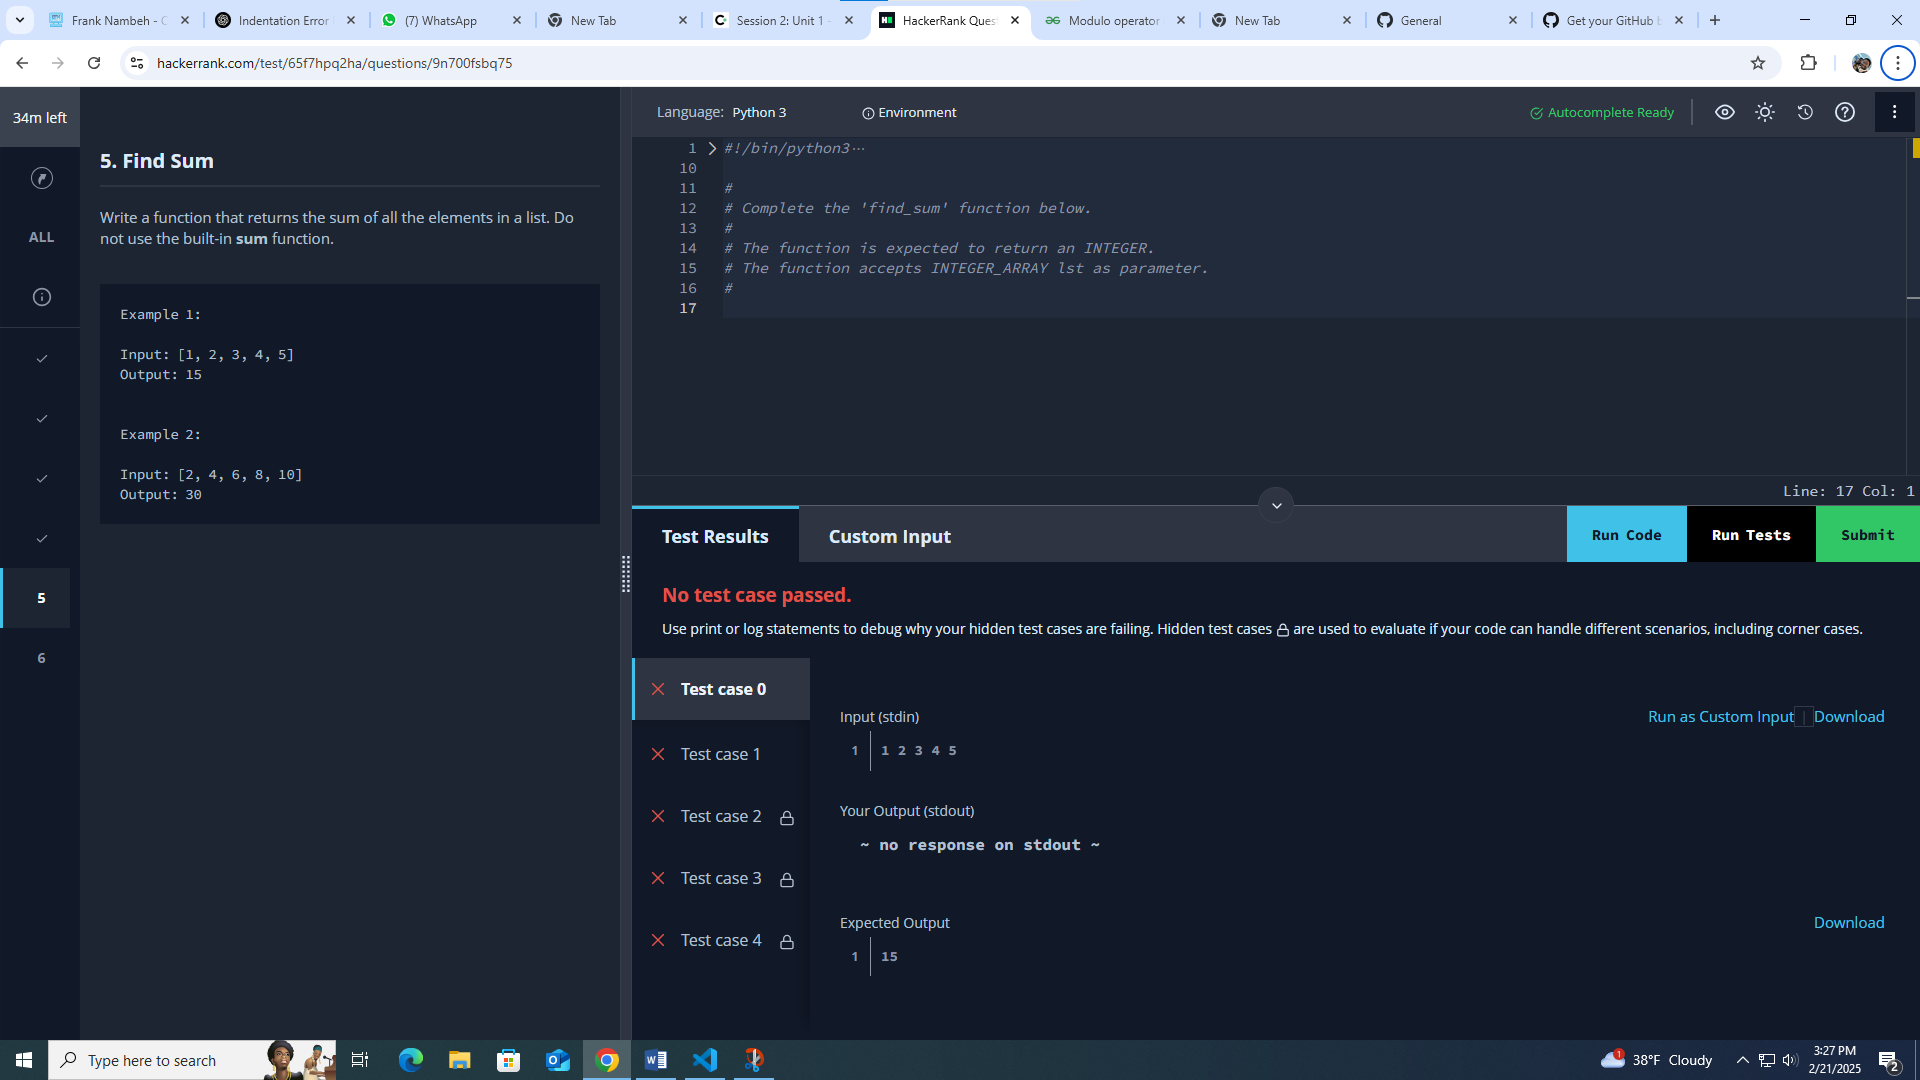 Frank Nambeh - C
Indentation Error
(7) WhatsApp
New Tab
Session 2: Unit 1 -
HackerRank Ques
Modulo operator
New Tab
General
Get your GitHub b
hackerrank.com/test/65f7hpq2ha/questions/9n700fsbq75
34m left
ALL
5
6
5. Find Sum
Write a function that returns the sum of all the elements in a list. Do
not use the built-in sum function.
Example 1:
Input: [1, 2, 3, 4, 5]
Output: 15
Example 2:
Input: [2, 4, 6, 8, 10]
Output: 30
Language: Python 3
Environment
Autocomplete Ready
1 #!/bin/python3···
10
11 #
12 # Complete the 'find_sum' function below.
13 #
14 # The function is expected to return an INTEGER.
15 # The function accepts INTEGER_ARRAY lst as parameter.
16 #
17
Line: 17 Col: 1
Test Results
Custom Input
Run Code
Run Tests
Submit
No test case passed.
Use print or log statements to debug why your hidden test cases are failing. Hidden test cases are used to evaluate if your code can handle different scenarios, including corner cases.
Test case 0
Test case 1
Test case 2
Test case 3
Test case 4
Input (stdin)
Run as Custom Input | Download
1 1 2 3 4 5
Your Output (stdout)
~ no response on stdout ~
Expected Output
Download
1 15
Type here to search
1
38°F Cloudy
3:27 PM
2/21/2025
2